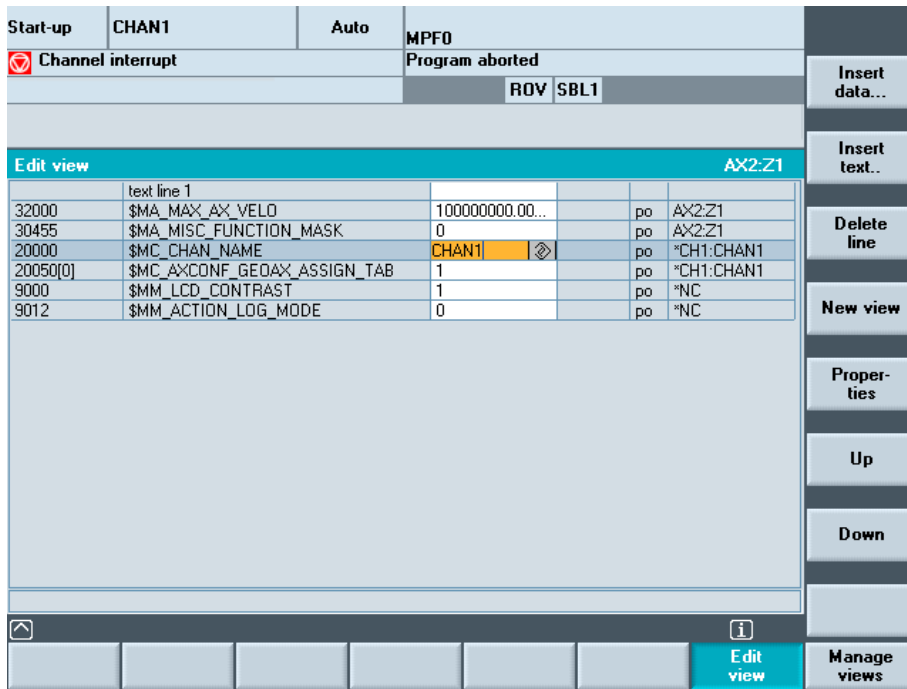 Start-up CHAN1 Auto MPF0
Channel interrupt Program aborted
ROV SBL1
Edit view AX2:Z1
text line 1
32000 $MA_MAX_AX_VELO 100000000.00... po AX2:Z1
30455 $MA_MISC_FUNCTION_MASK 0 po AX2:Z1
20000 $MC_CHAN_NAME CHAN1 po *CH1:CHAN1
20050[0] $MC_AXCONF_GEOAX_ASSIGN_TAB 1 po *CH1:CHAN1
9000 $MM_LCD_CONTRAST 1 po *NC
9012 $MM_ACTION_LOG_MODE 0 po *NC
Insert
data...
Insert
text..
Delete
line
New view
Proper-
ties
Up
Down
i
Edit
view
Manage
views